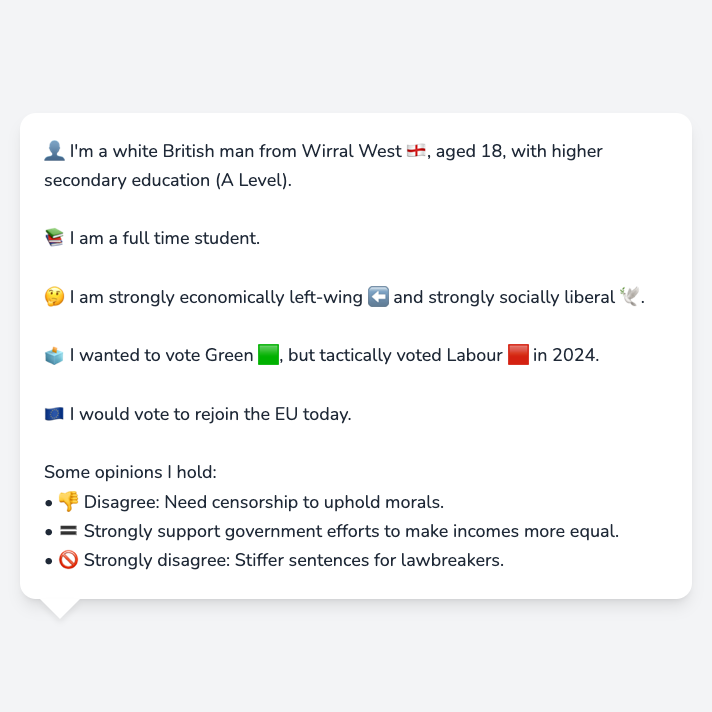 👤 I'm a white British man from Wirral West 🏴󠁧󠁢󠁥󠁮󠁧󠁿, aged 18, with higher
secondary education (A Level).
📚 I am a full time student.
🤔 I am strongly economically left-wing ⬅️ and strongly socially liberal 🕊️.
🗳️ I wanted to vote Green 🟩, but tactically voted Labour 🟥 in 2024.
🇪🇺 I would vote to rejoin the EU today.
Some opinions I hold:
• 👎 Disagree: Need censorship to uphold morals.
• 🟰 Strongly support government efforts to make incomes more equal.
• 🚫 Strongly disagree: Stiffer sentences for lawbreakers.